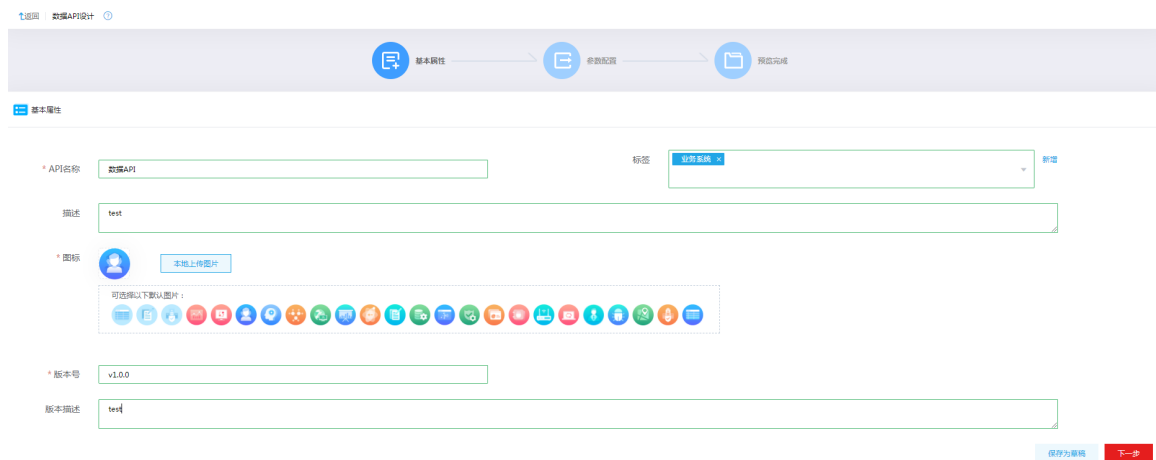 返回 数据API设计 ?
基本属性 参数配置 预览完成
基本属性
* API名称 数据API 标签 业务系统 × 新增
描述 test
* 图标 本地上传图片
可选择以下默认图片：
* 版本号 v1.0.0
版本描述 test
保存为草稿 下一步